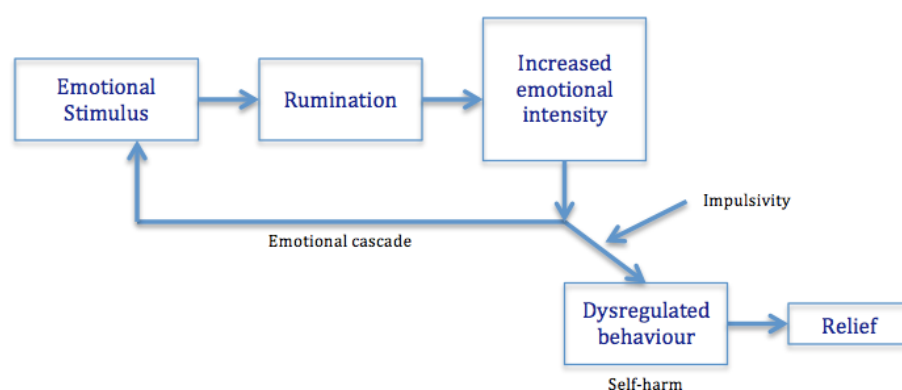 Emotional
Stimulus
Rumination
Increased
emotional
intensity
Impulsivity
Emotional cascade
Dysregulated
behaviour
Relief
Self-harm